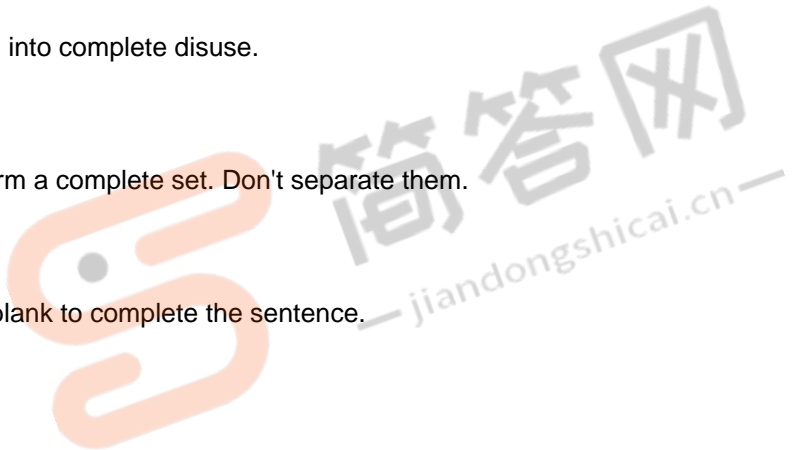 into complete disuse.
rm a complete set. Don't separate them.
简答网
jiandongshicai.cn
lank to complete the sentence.